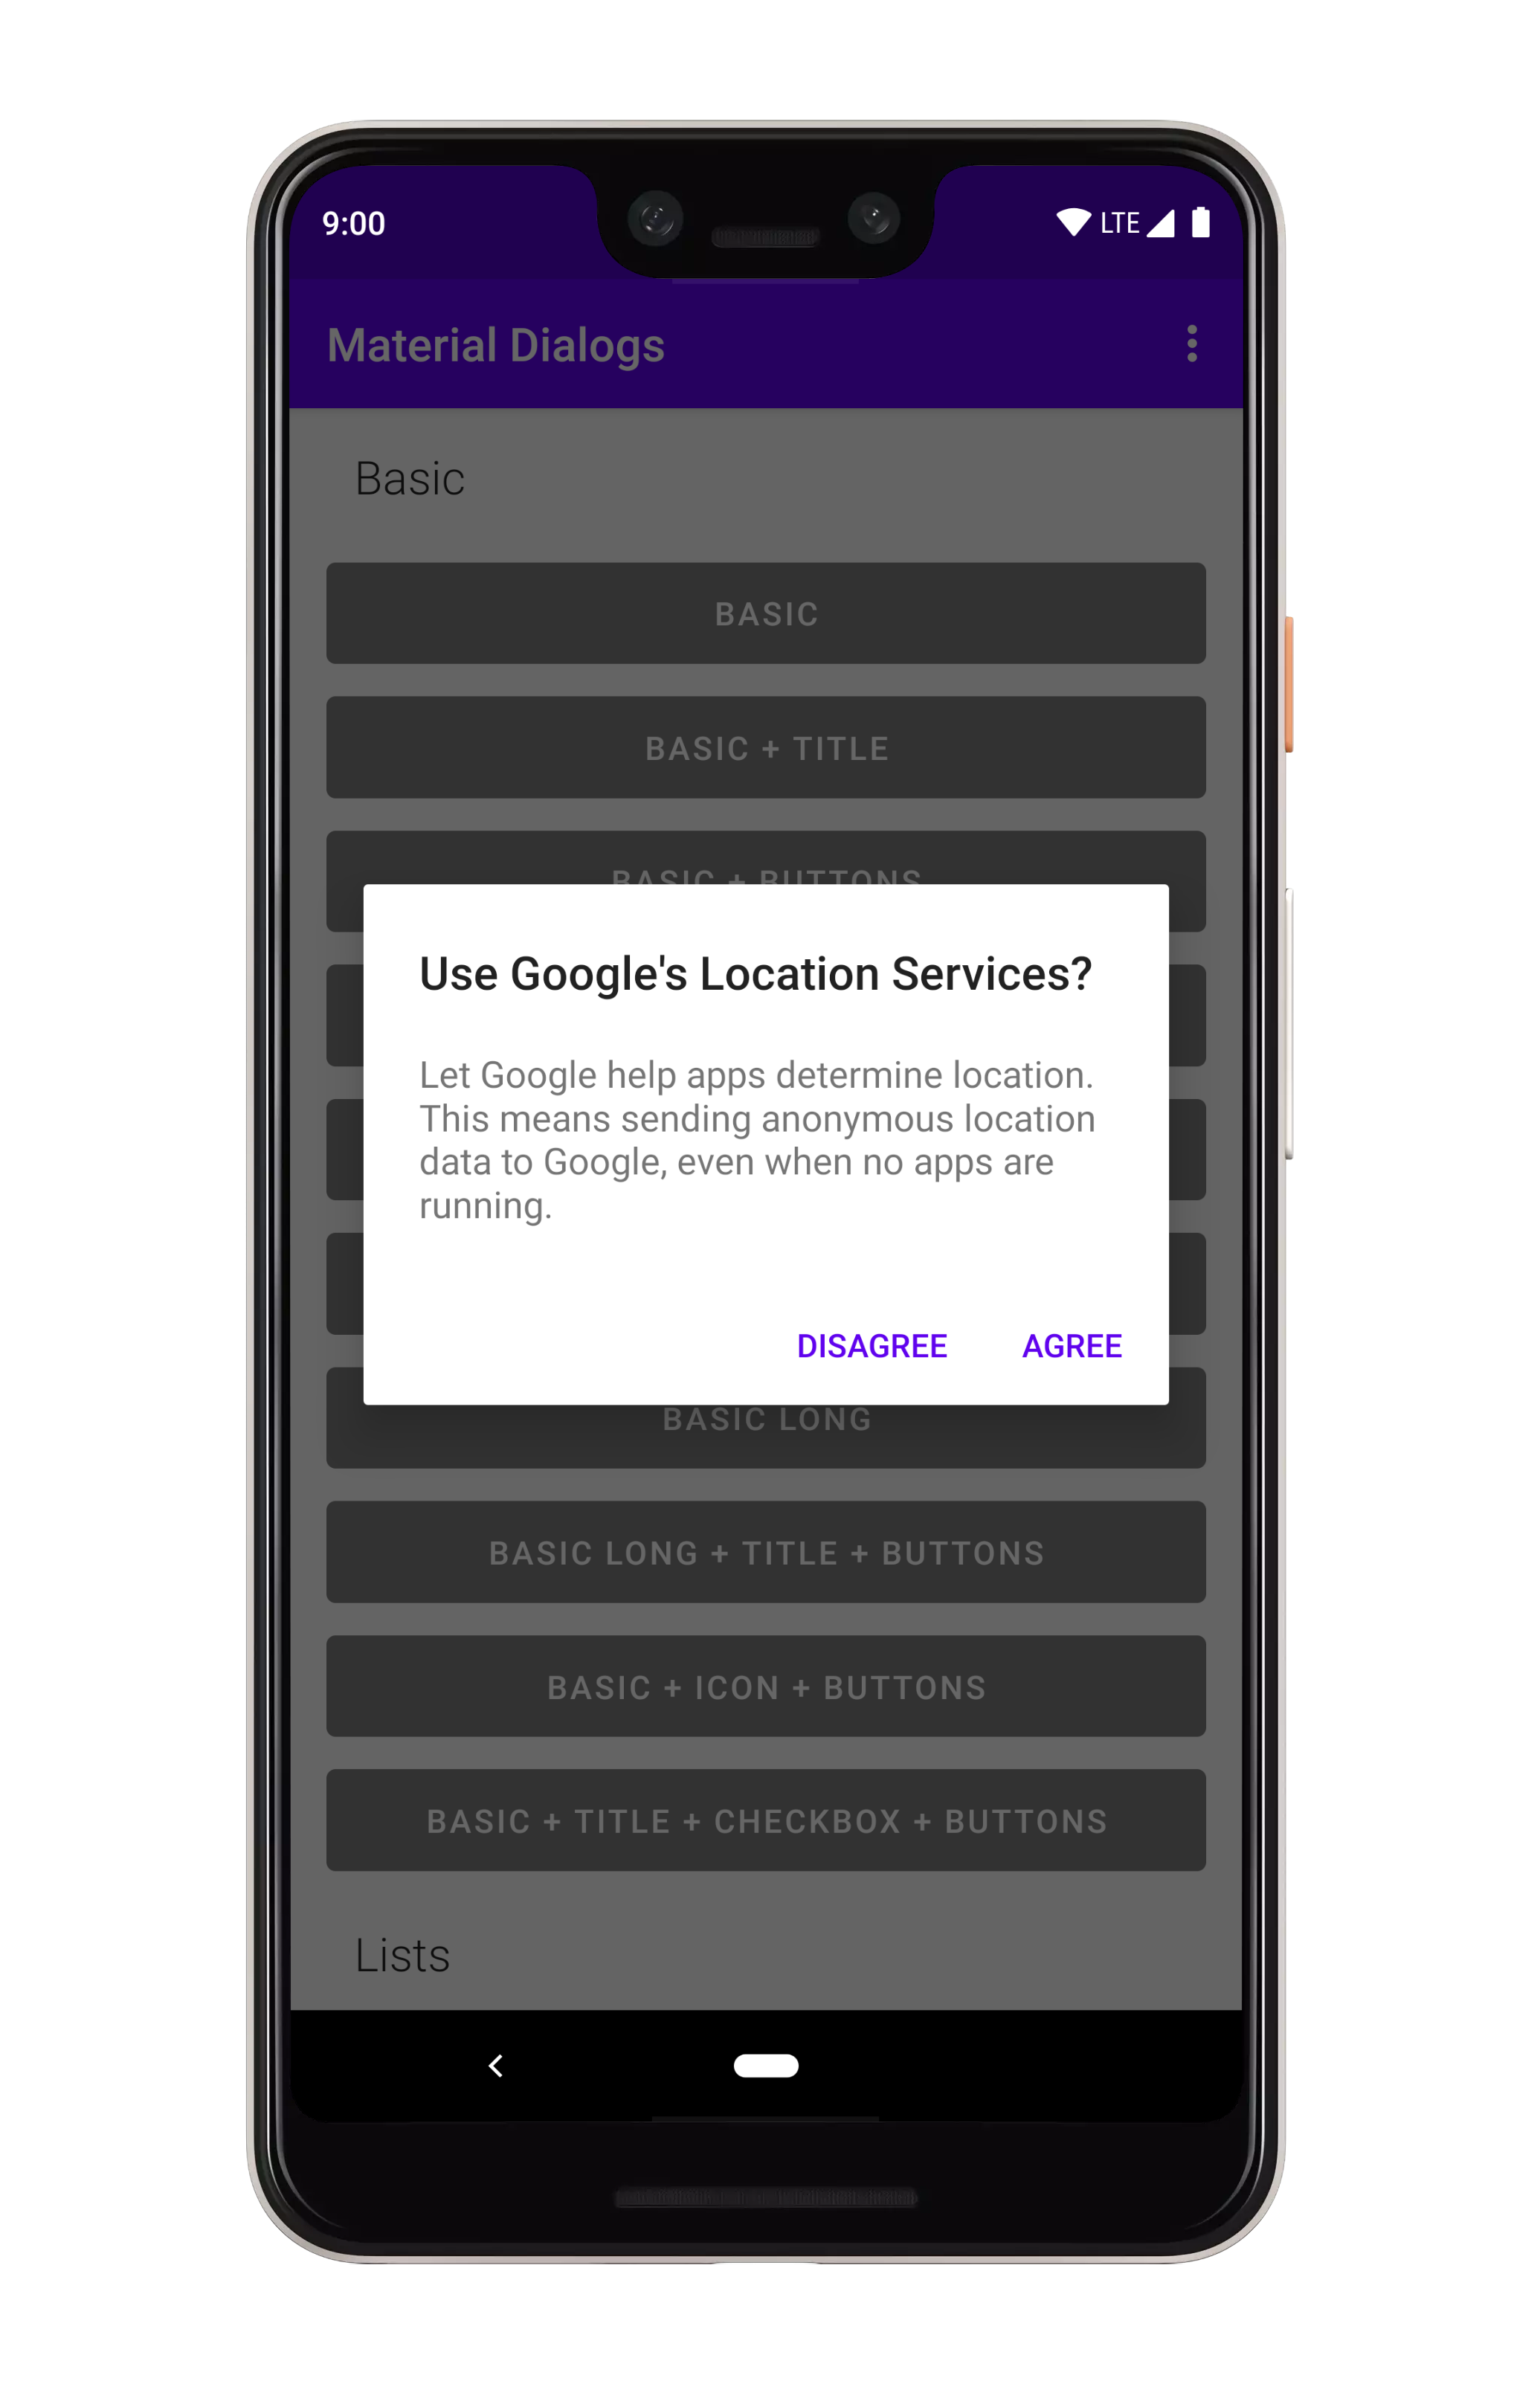 9:00
LTE
Material Dialogs
Basic
BASIC
BASIC + TITLE
BASIC + BUTTONS
Use Google's Location Services?
Let Google help apps determine location.
This means sending anonymous location
data to Google, even when no apps are
running.
DISAGREE AGREE
BASIC LONG
BASIC LONG + TITLE + BUTTONS
BASIC + ICON + BUTTONS
BASIC + TITLE + CHECKBOX + BUTTONS
Lists